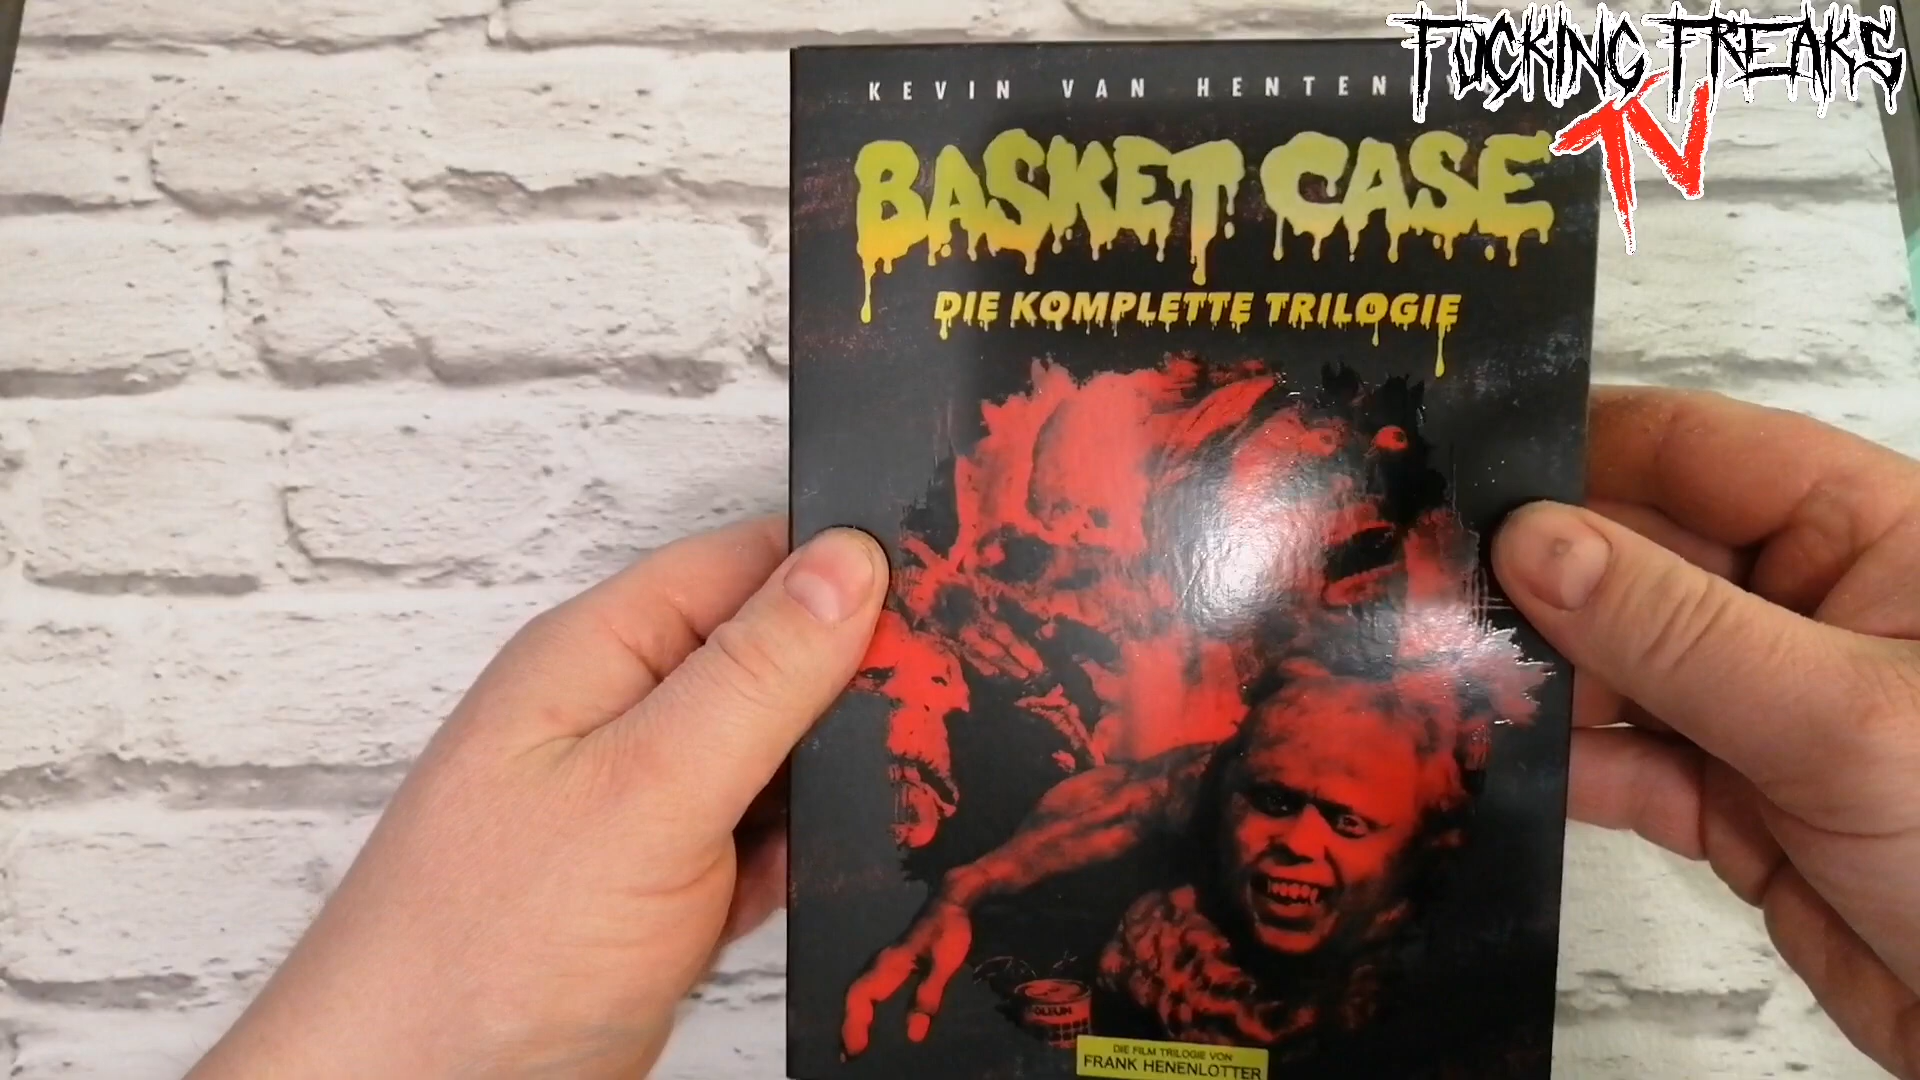 FUCKING FREAKS
TV
KEVIN VAN HENTEN
BASKET CASE
DIE KOMPLETTE TRILOGIE
DIE FILM TRILOGIE VON
FRANK HENENLOTTER